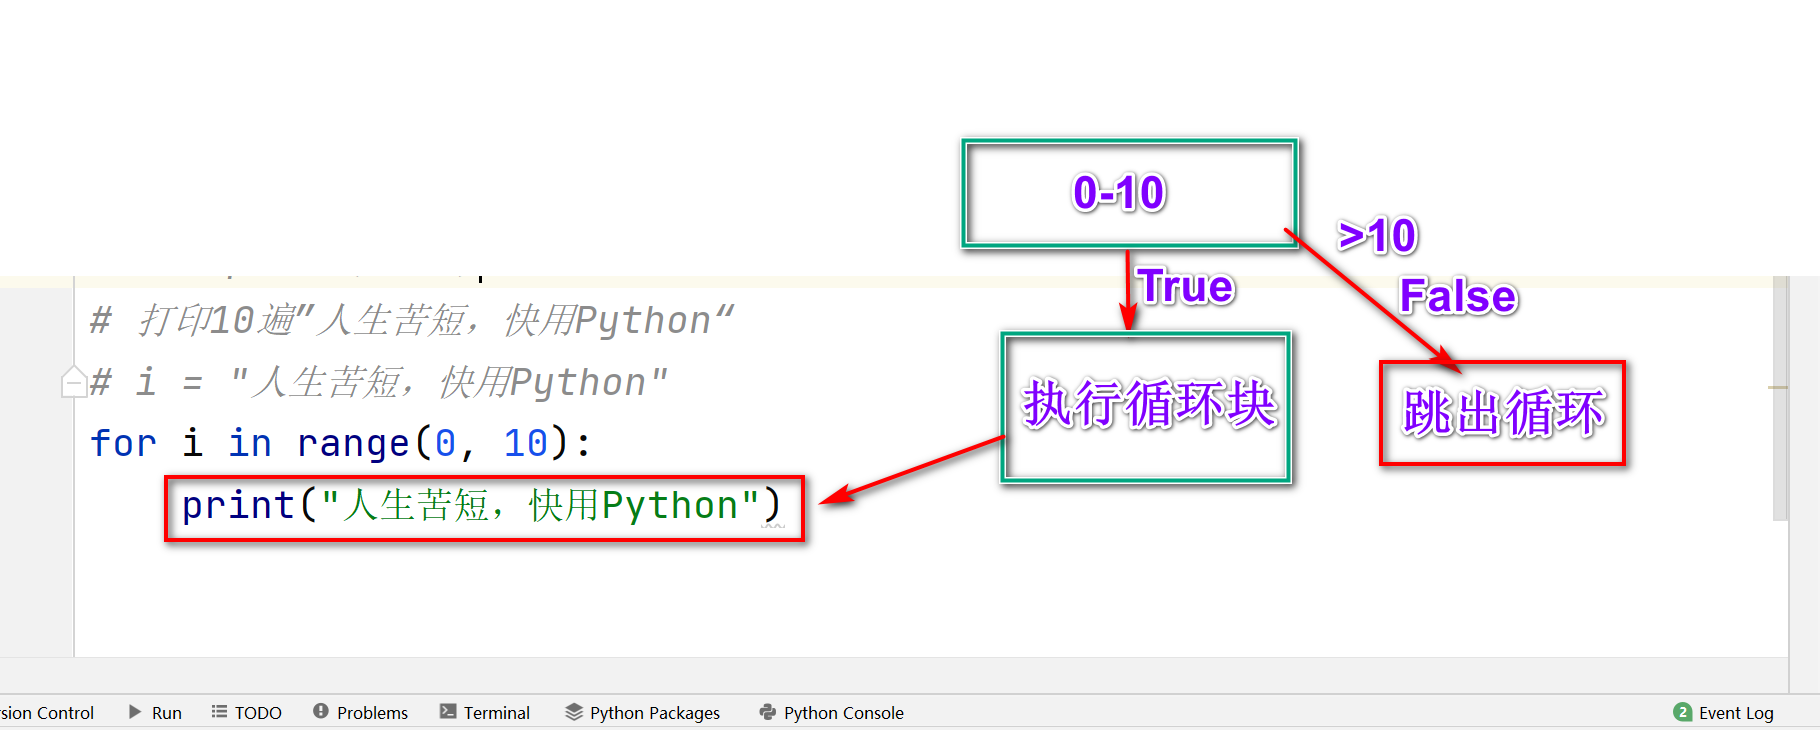 0-10
>10
True
False
# 打印10遍”人生苦短，快用Python“
# i = "人生苦短，快用Python"
执行循环块
跳出循环
for i in range(0, 10):
print("人生苦短，快用Python")
sion Control Run TODO Problems Terminal Python Packages Python Console 2 Event Log